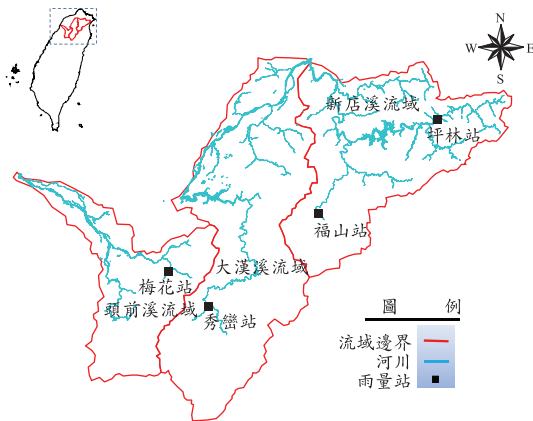 N
W
E
S
新店溪流域
坪林站
福山站
大漢溪流域
梅花站
頭前溪流域
秀巒站
圖 例
流域邊界
河川
雨量站